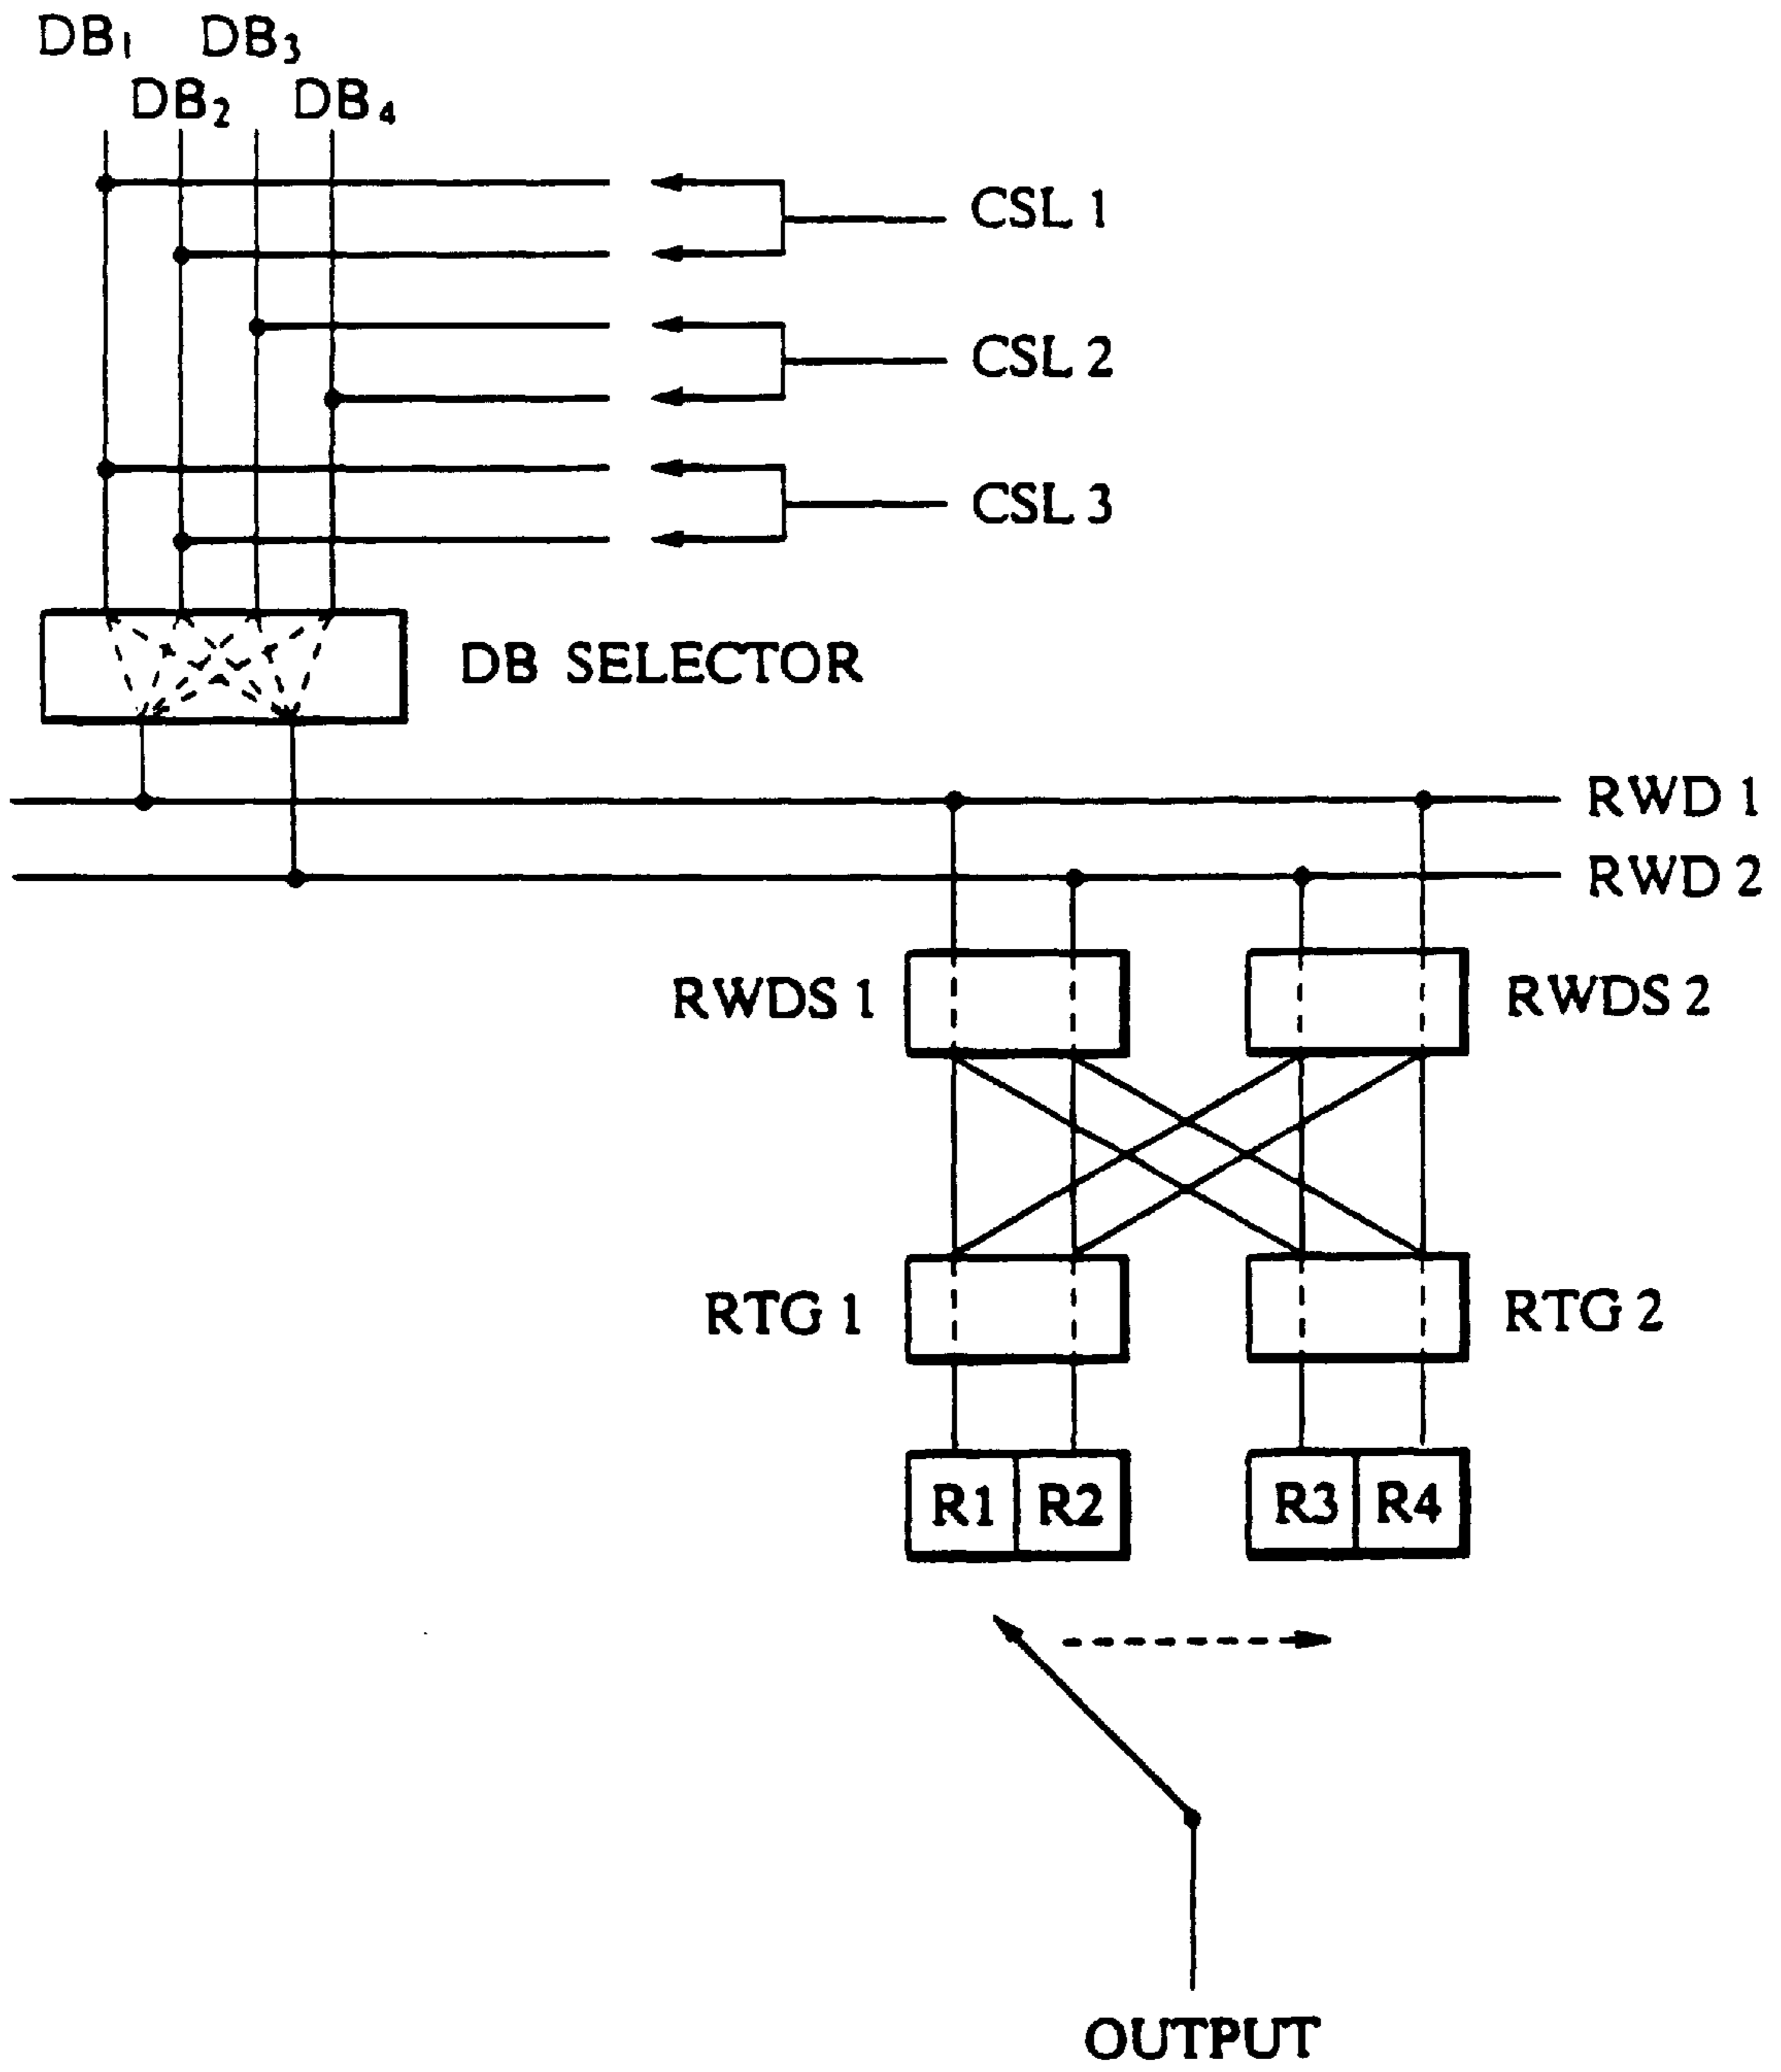 DB₁ DB₃
DB₂ DB₄
CSL 1
CSL 2
CSL 3
DB SELECTOR
RWD 1
RWD 2
RWDS 1 RWDS 2
RTG 1 RTG 2
R1 R2 R3 R4
OUTPUT